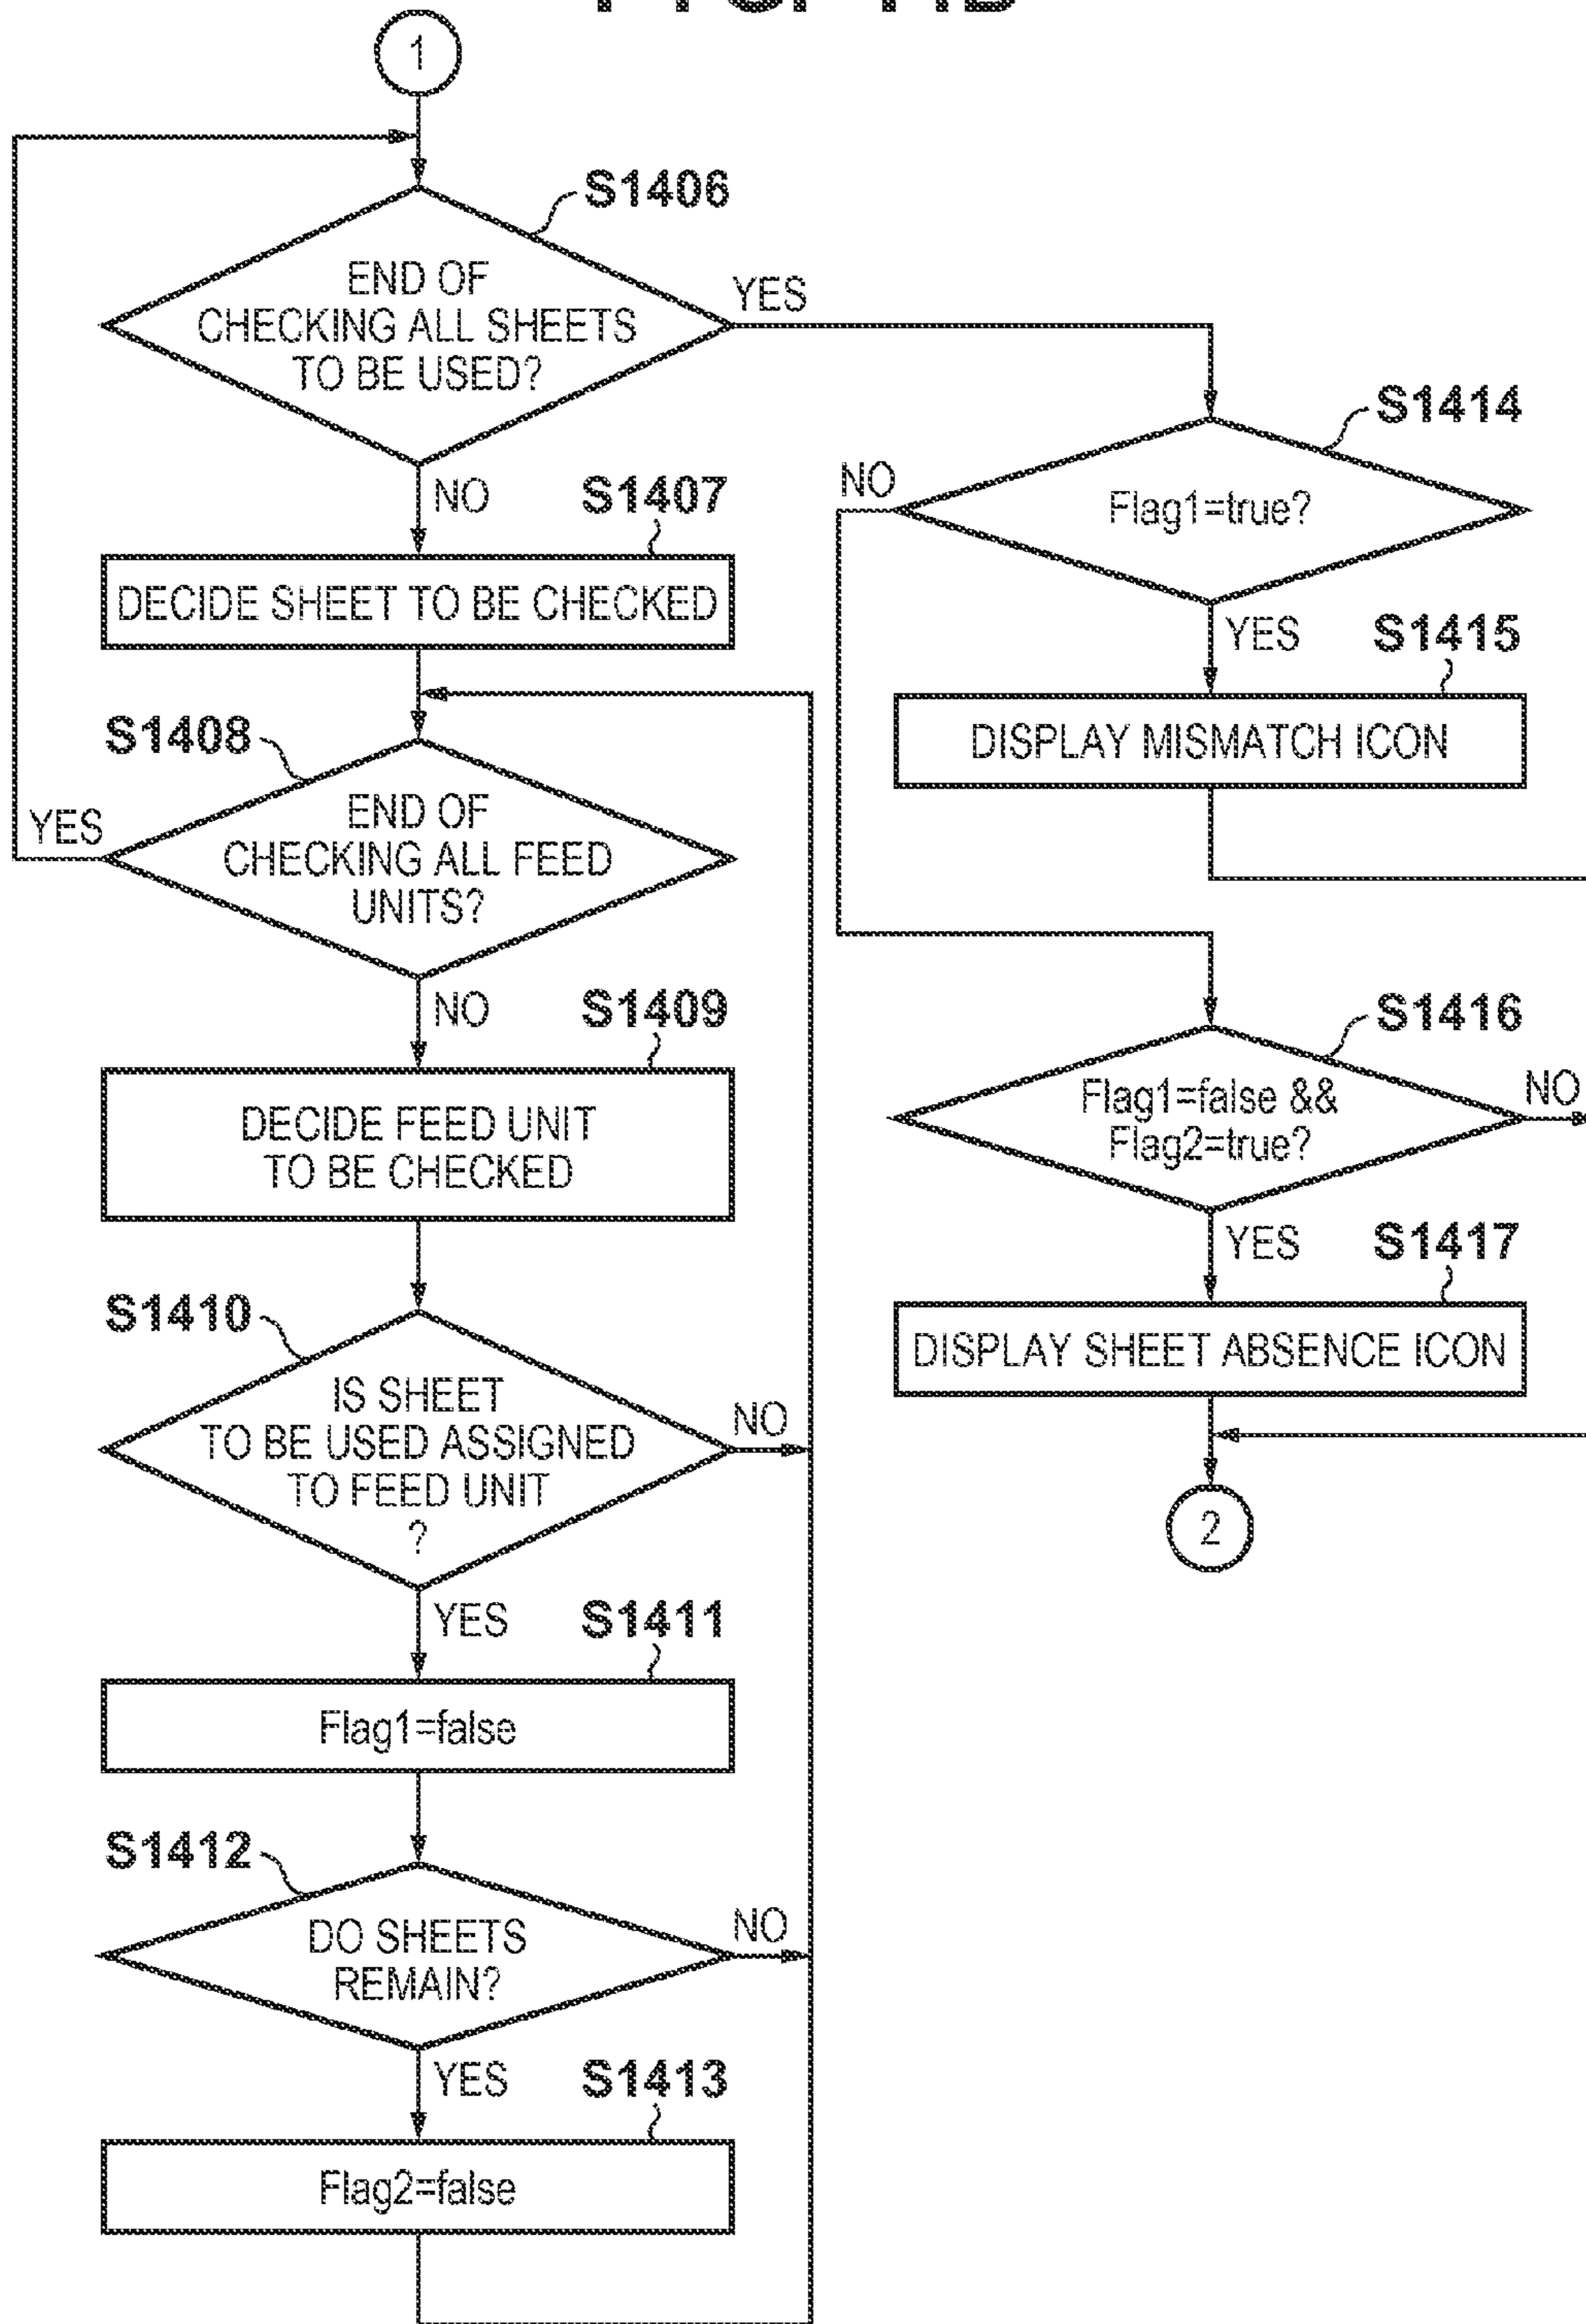 1
S1406
END OF
CHECKING ALL SHEETS
TO BE USED?
YES
NO
S1407
DECIDE SHEET TO BE CHECKED
S1408
END OF
CHECKING ALL FEED
UNITS?
YES
NO
S1409
DECIDE FEED UNIT
TO BE CHECKED
S1410
IS SHEET
TO BE USED ASSIGNED
TO FEED UNIT
?
NO
YES
S1411
Flag1=false
S1412
DO SHEETS
REMAIN?
NO
YES
S1413
Flag2=false
S1414
Flag1=true?
NO
YES
S1415
DISPLAY MISMATCH ICON
S1416
Flag1=false &&
Flag2=true?
NO
YES
S1417
DISPLAY SHEET ABSENCE ICON
2